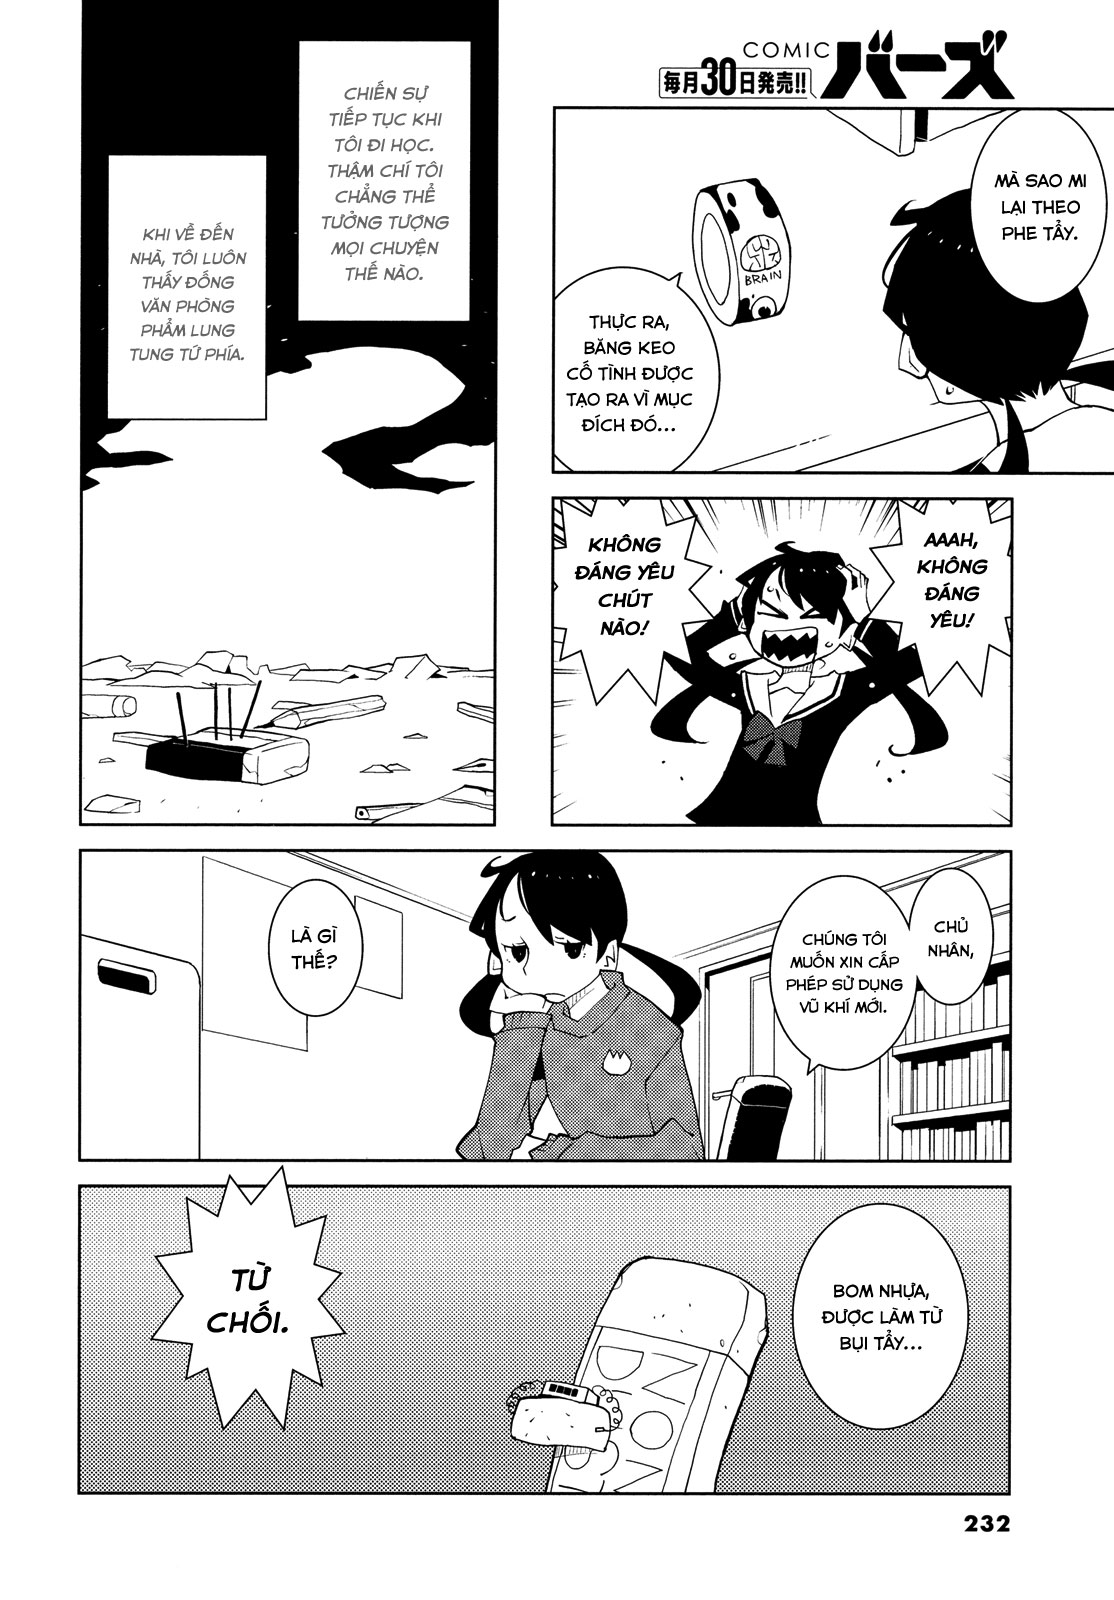 COMIC
バーズ
毎月30日発売!!
MÀ SAO MI
LẠI THEO
PHE TẨY.
BRAIN
THỰC RA,
BĂNG KEO
CỐ TÌNH ĐƯỢC
TẠO RA VÌ MỤC
ĐÍCH ĐÓ...
AAAH,
KHÔNG
ĐÁNG
YÊU!
KHÔNG
ĐÁNG YÊU
CHÚT
NÀO!
CHIẾN SỰ
TIẾP TỤC KHI
TÔI ĐI HỌC.
THẬM CHÍ TÔI
CHẲNG THỂ
TƯỞNG TƯỢNG
MỌI CHUYỆN
THẾ NÀO.
KHI VỀ ĐẾN
NHÀ, TÔI LUÔN
THẤY ĐỐNG
VĂN PHÒNG
PHẨM LUNG
TUNG TỨ PHÍA.
CHỦ
NHÂN,
CHÚNG TÔI
MUỐN XIN CẤP
PHÉP SỬ DỤNG
VŨ KHÍ MỚI.
LÀ GÌ
THẾ?
BOM NHỰA,
ĐƯỢC LÀM TỪ
BỤI TẨY...
TỪ
CHỐI.
232